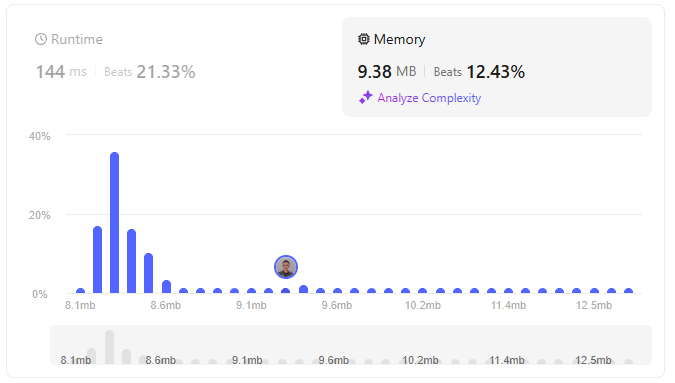 Runtime
Memory
144 ms Beats 21.33%
9.38 MB Beats 12.43%
Analyze Complexity
40%
20%
0%
8.1mb 8.6mb 9.1mb 9.6mb 10.2mb 11.4mb 12.5mb
8.1mb 8.6mb 9.1mb 9.6mb 10.2mb 11.4mb 12.5mb